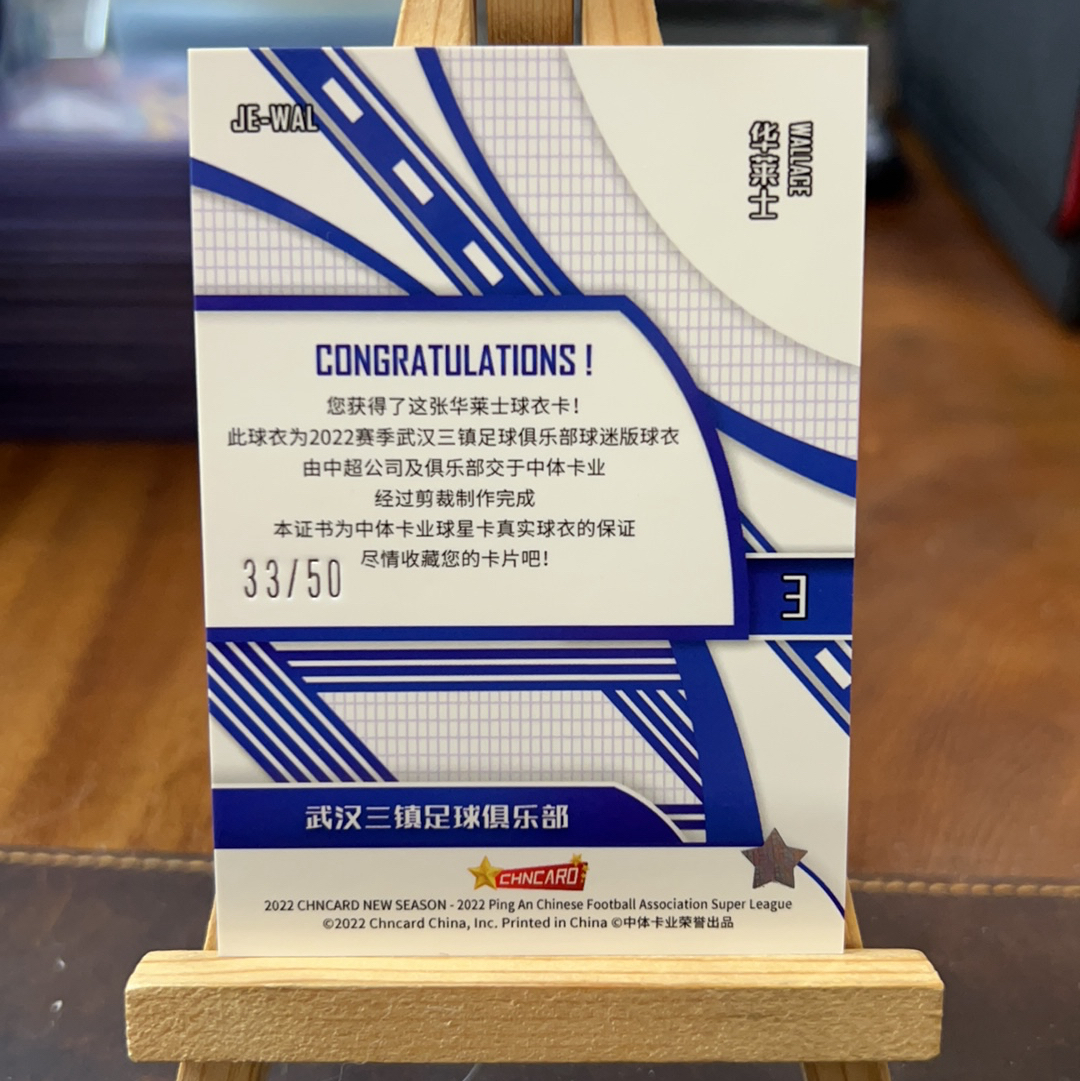 JE-WAL
WALLACE
华莱士
CONGRATULATIONS !
您获得了这张华莱士球衣卡！
此球衣为2022赛季武汉三镇足球俱乐部球迷版球衣
由中超公司及俱乐部交于中体卡业
经过剪裁制作完成
本证书为中体卡业球星卡真实球衣的保证
尽情收藏您的卡片吧！
33/50
3
武汉三镇足球俱乐部
CHNCARD
2022 CHNCARD NEW SEASON - 2022 Ping An Chinese Football Association Super League
©2022 Chncard China, Inc. Printed in China ©中体卡业荣誉出品